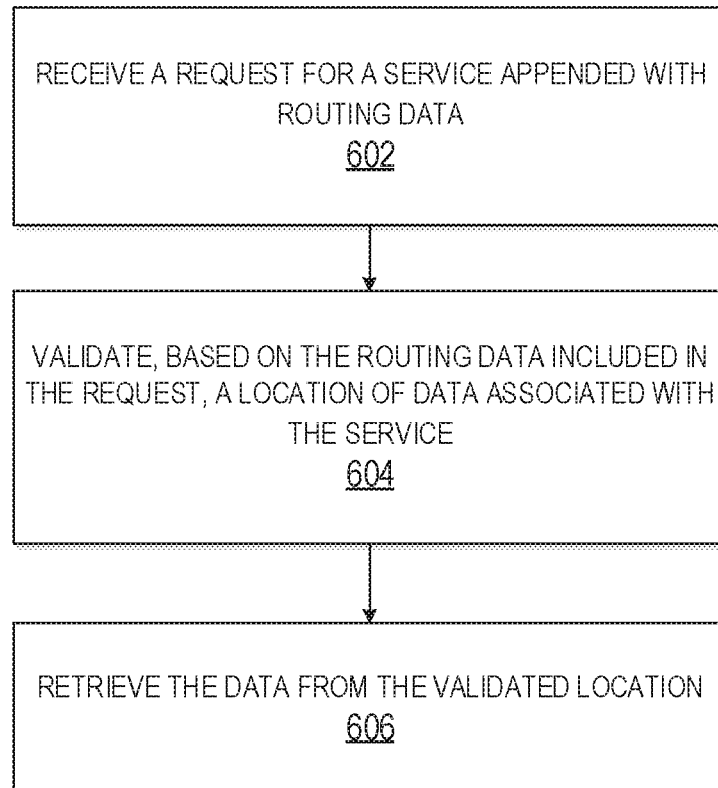 RECEIVE A REQUEST FOR A SERVICE APPENDED WITH
ROUTING DATA
602
VALIDATE, BASED ON THE ROUTING DATA INCLUDED IN
THE REQUEST, A LOCATION OF DATA ASSOCIATED WITH
THE SERVICE
604
RETRIEVE THE DATA FROM THE VALIDATED LOCATION
606